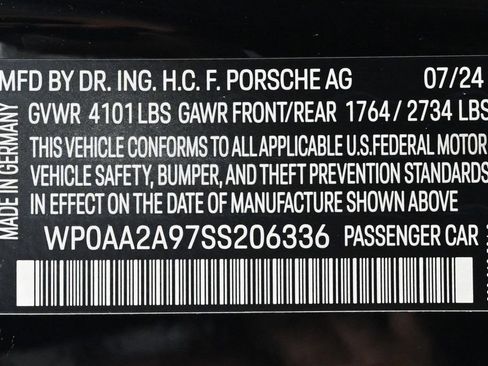 MFD BY DR. ING. H.C. F. PORSCHE AG 07/24
GVWR 4101 LBS GAWR FRONT/REAR 1764 / 2734 LBS
THIS VEHICLE CONFORMS TO ALL APPLICABLE U.S.FEDERAL MOTOR
VEHICLE SAFETY, BUMPER, AND THEFT PREVENTION STANDARDS
IN EFFECT ON THE DATE OF MANUFACTURE SHOWN ABOVE
WP0AA2A97SS206336 PASSENGER CAR
MADE IN GERMANY